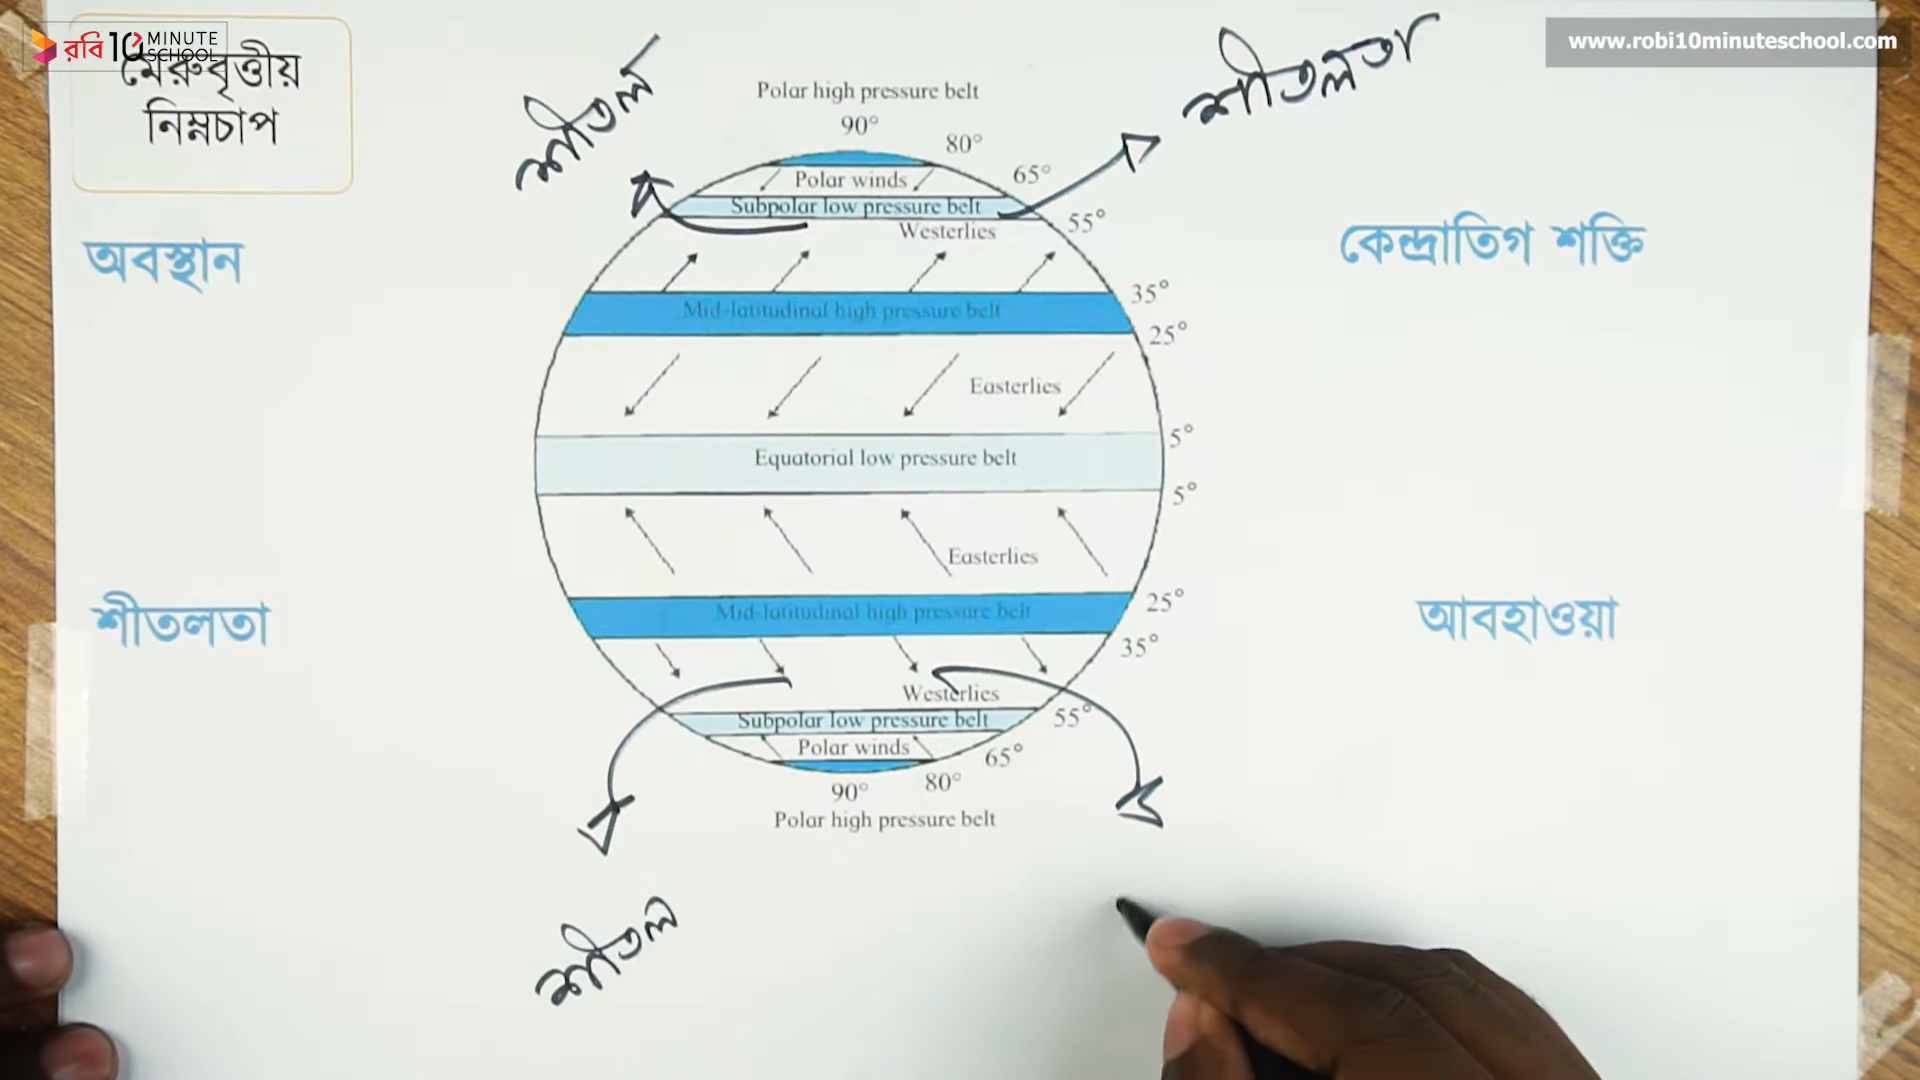 রবি 10 MINUTE SCHOOL
www.robi10minuteschool.com
মেরুবৃত্তীয়
নিম্নচাপ
শীতল
শীতলতা
Polar high pressure belt
90°
80°
65°
Polar winds
Subpolar low pressure belt
55°
Westerlies
অবস্থান
কেন্দ্রাতিগ শক্তি
35°
Mid-latitudinal high pressure belt
25°
Easterlies
5°
Equatorial low pressure belt
5°
Easterlies
25°
Mid-latitudinal high pressure belt
35°
শীতলতা
আবহাওয়া
Westerlies
55°
Subpolar low pressure belt
Polar winds
65°
80°
90°
Polar high pressure belt
শীতল